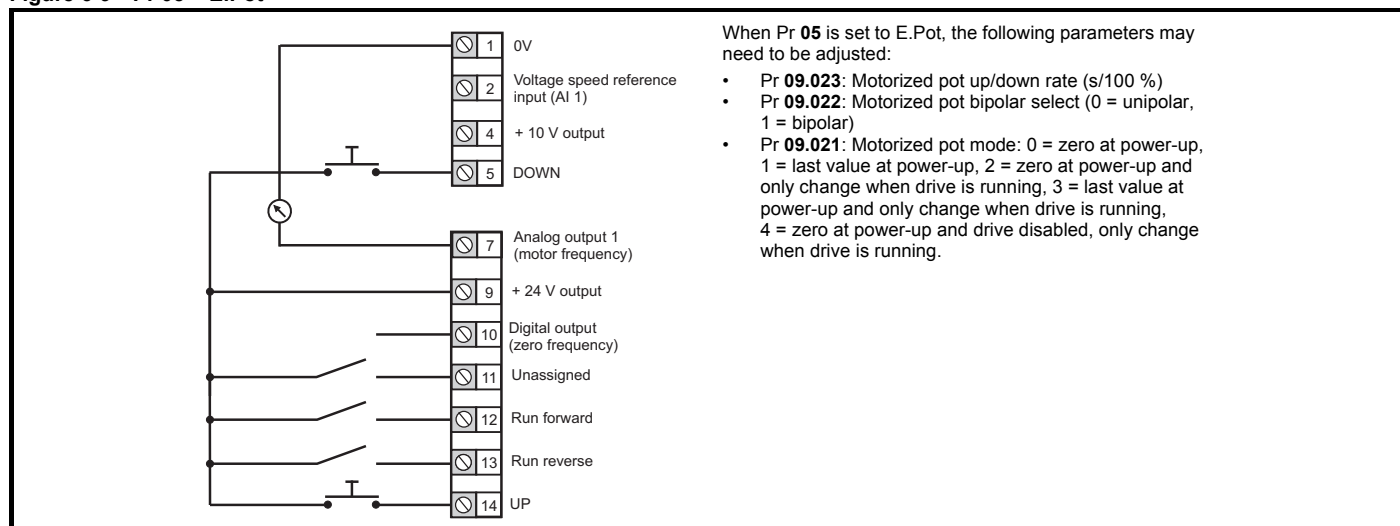 1 0V
2 Voltage speed reference
input (AI 1)
4 + 10 V output
5 DOWN
7 Analog output 1
(motor frequency)
9 + 24 V output
10 Digital output
(zero frequency)
11 Unassigned
12 Run forward
13 Run reverse
14 UP
When Pr 05 is set to E.Pot, the following parameters may
need to be adjusted:
• Pr 09.023: Motorized pot up/down rate (s/100 %)
• Pr 09.022: Motorized pot bipolar select (0 = unipolar,
1 = bipolar)
• Pr 09.021: Motorized pot mode: 0 = zero at power-up,
1 = last value at power-up, 2 = zero at power-up and
only change when drive is running, 3 = last value at
power-up and only change when drive is running,
4 = zero at power-up and drive disabled, only change
when drive is running.